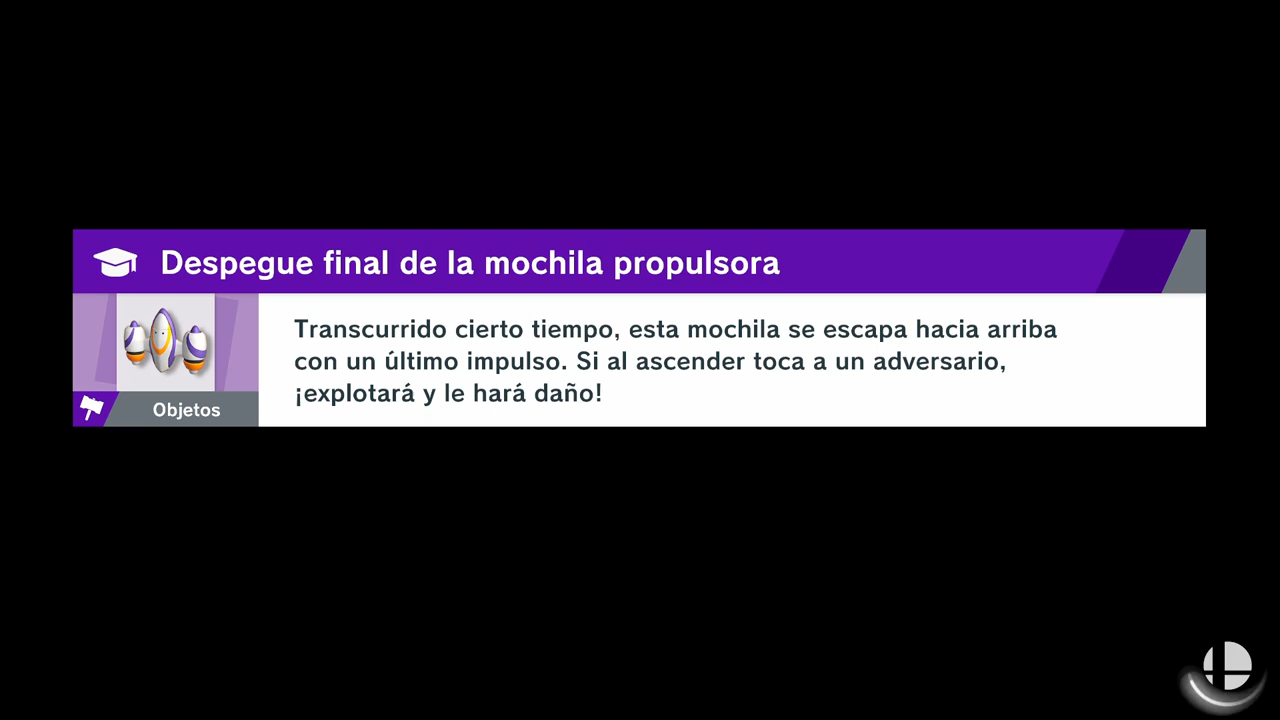 Despegue final de la mochila propulsora
Transcurrido cierto tiempo, esta mochila se escapa hacia arriba
con un último impulso. Si al ascender toca a un adversario,
¡explotará y le hará daño!
Objetos